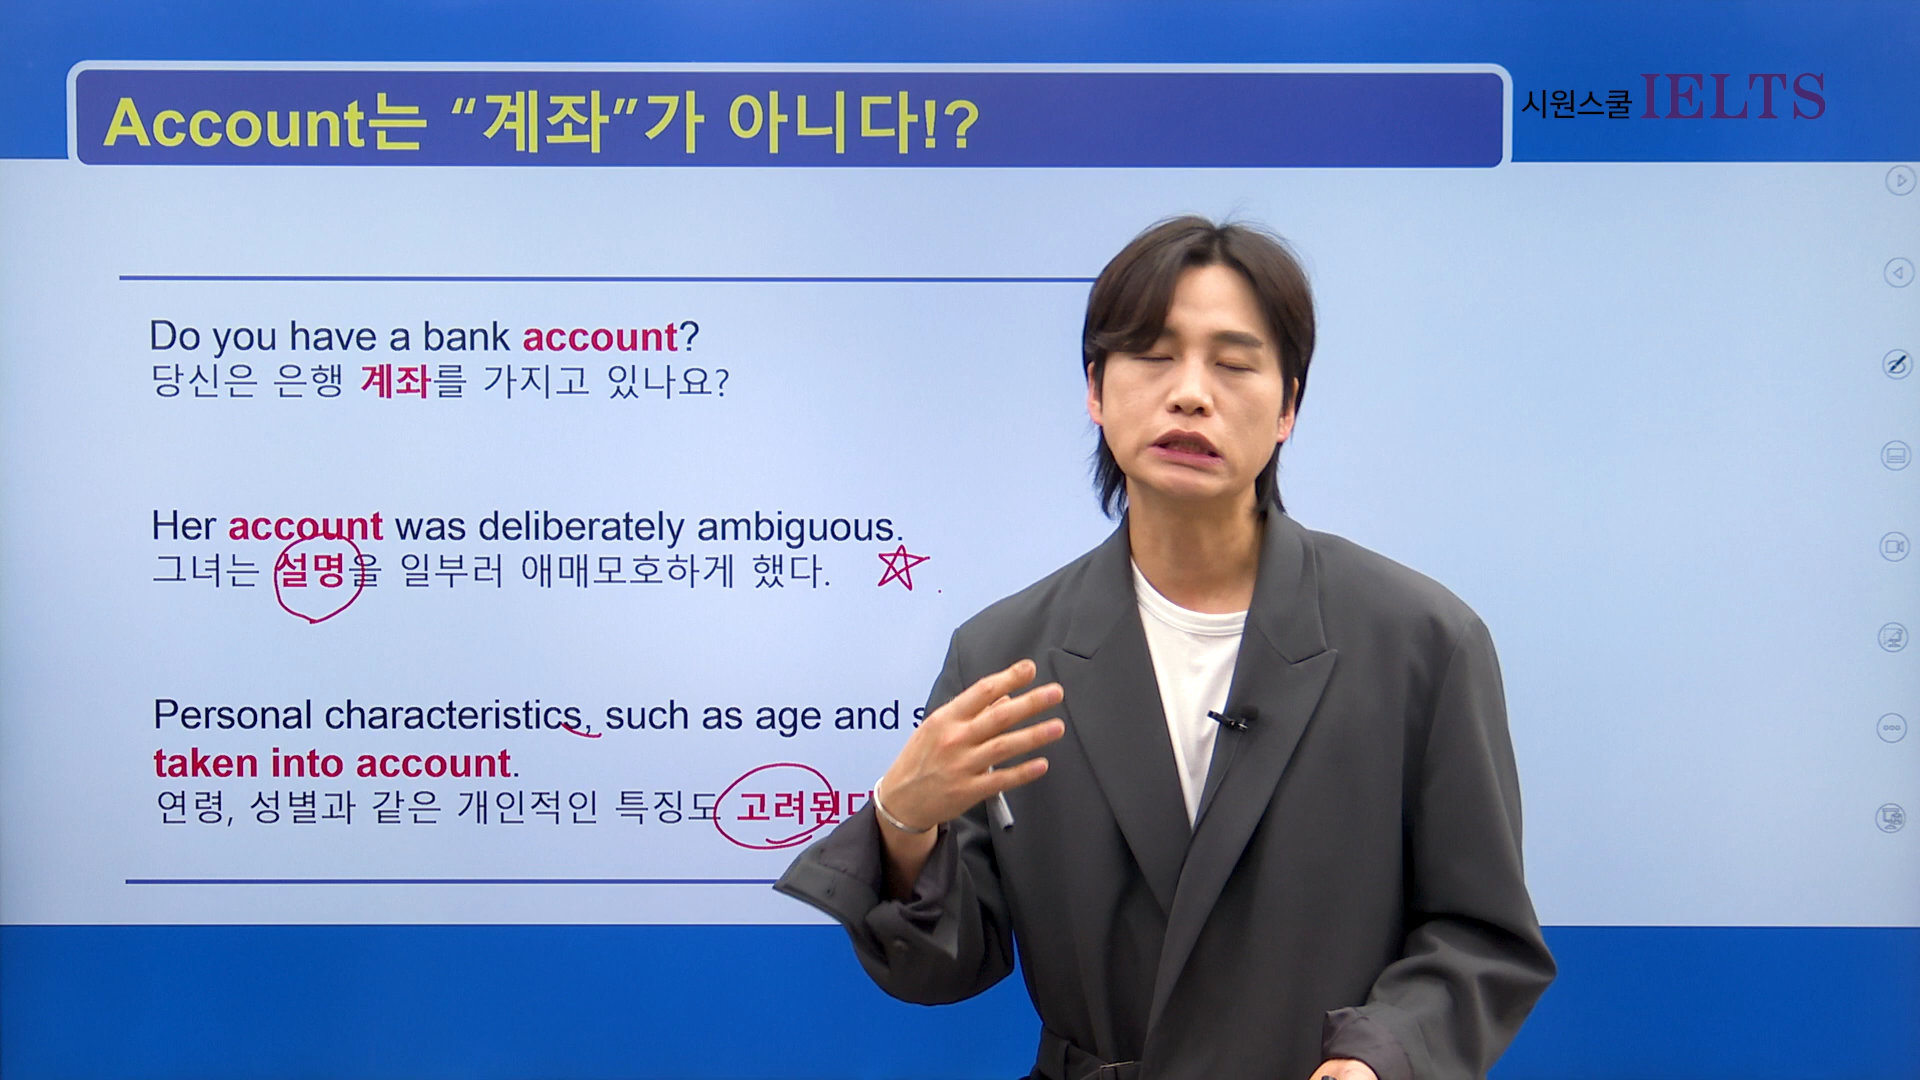 Account는 “계좌”가 아니다!?
시원스쿨 IELTS
Do you have a bank account?
당신은 은행 계좌를 가지고 있나요?
Her account was deliberately ambiguous.
그녀는 설명을 일부러 애매모호하게 했다.
Personal characteristics, such as age and
taken into account.
연령, 성별과 같은 개인적인 특징도 고려된다